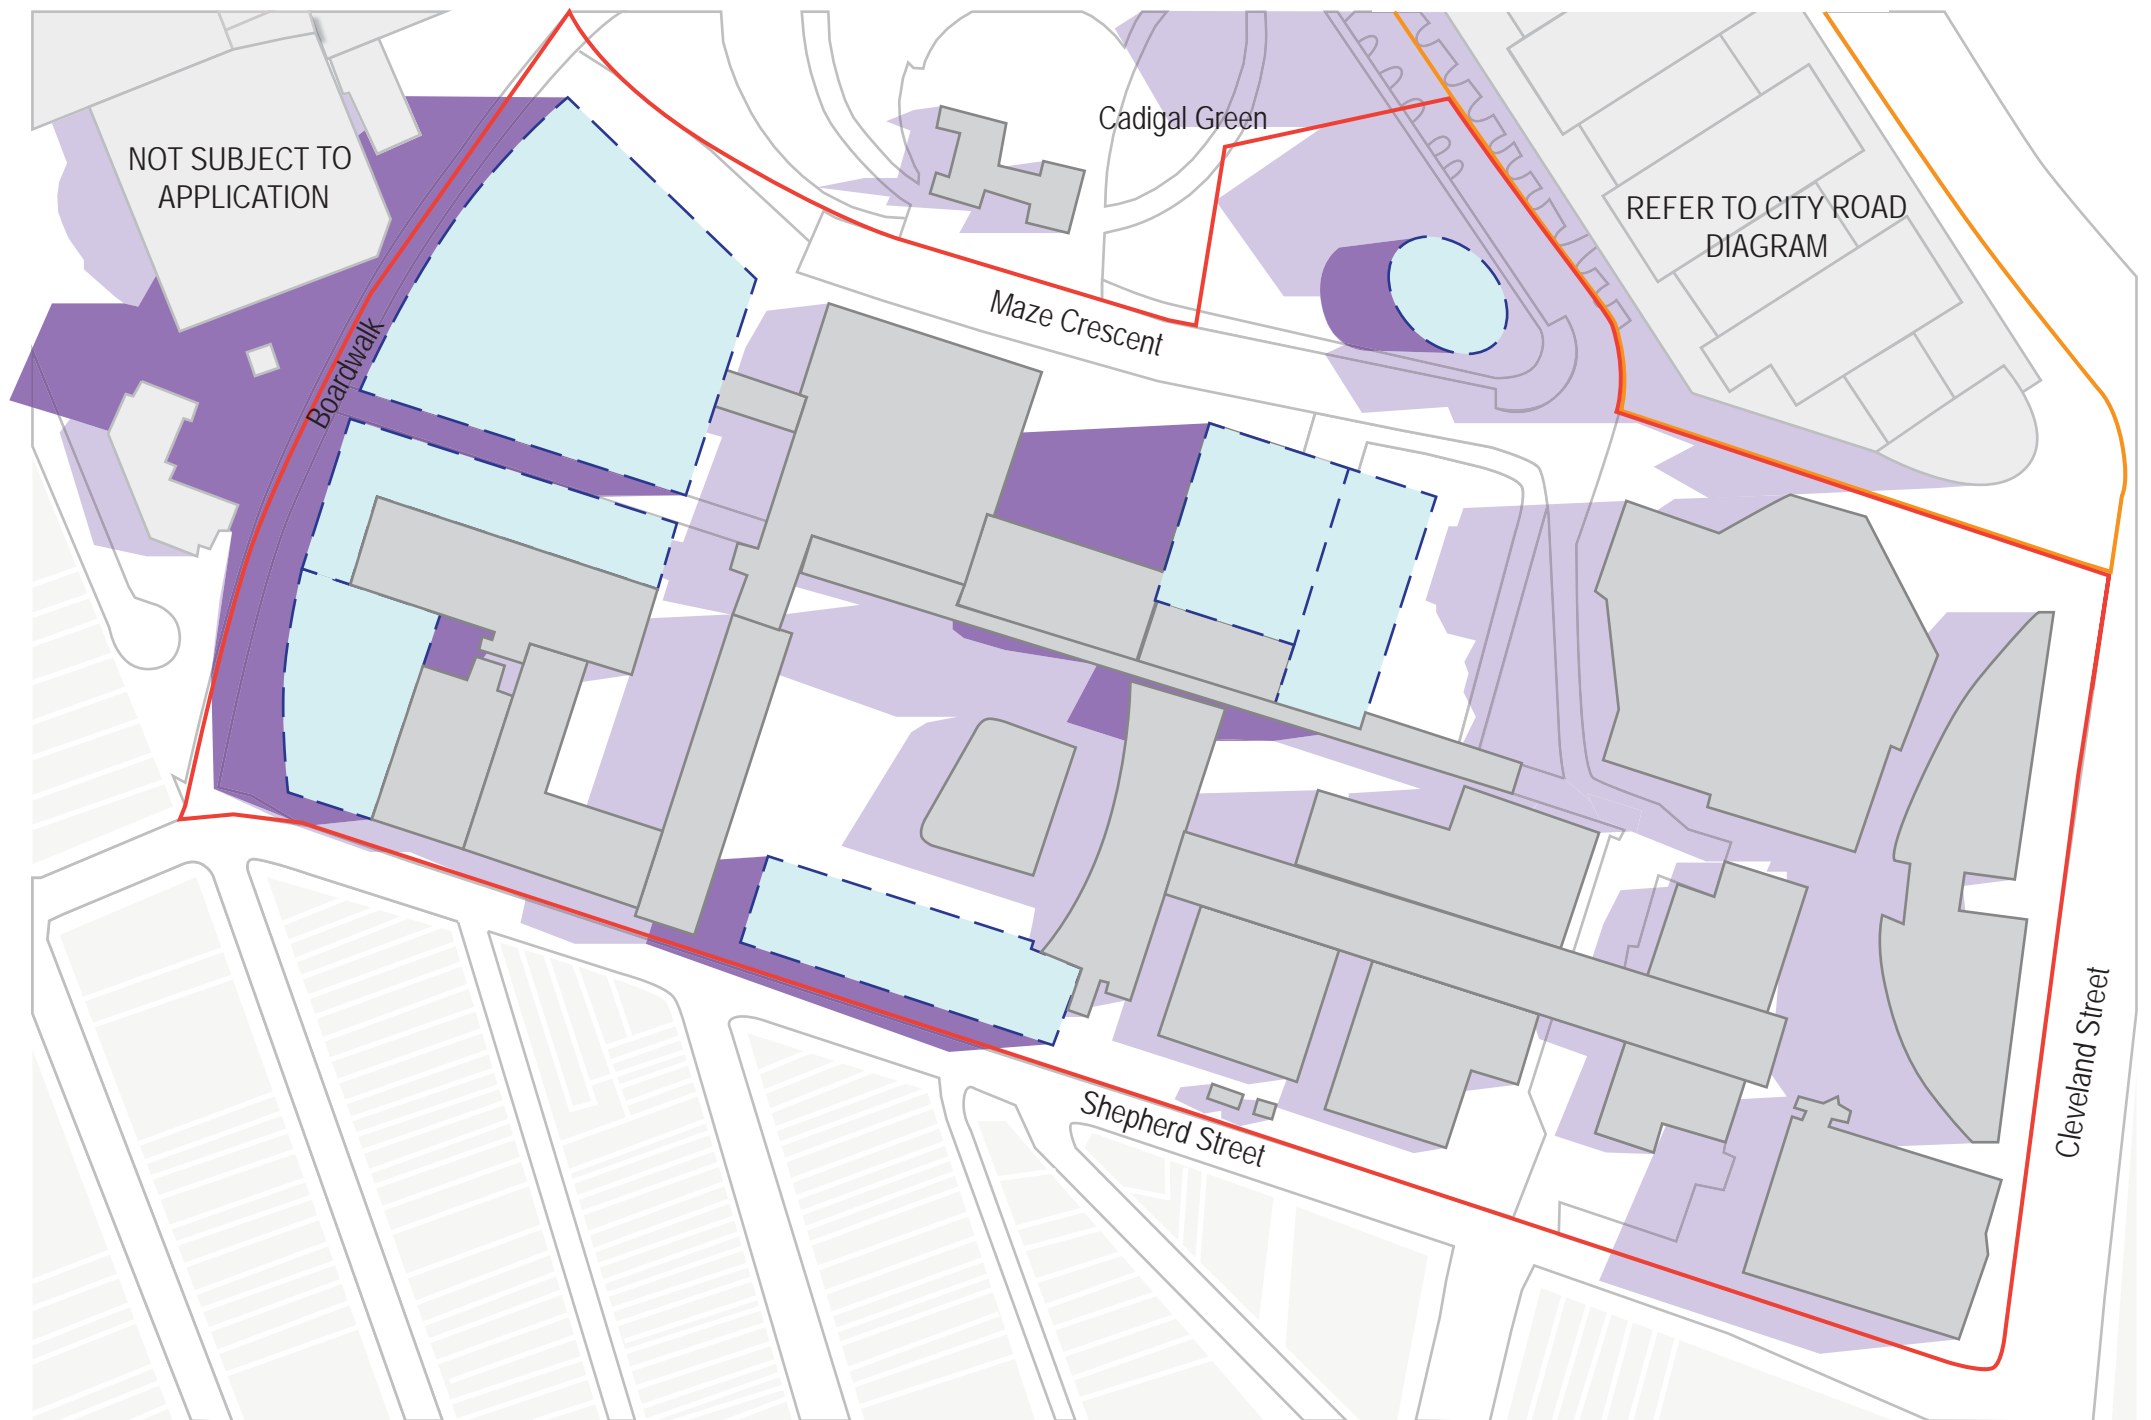 Cadigal Green
NOT SUBJECT TO
APPLICATION
REFER TO CITY ROAD
DIAGRAM
Maze Crescent
Boardwalk
Cleveland Street
Shepherd Street